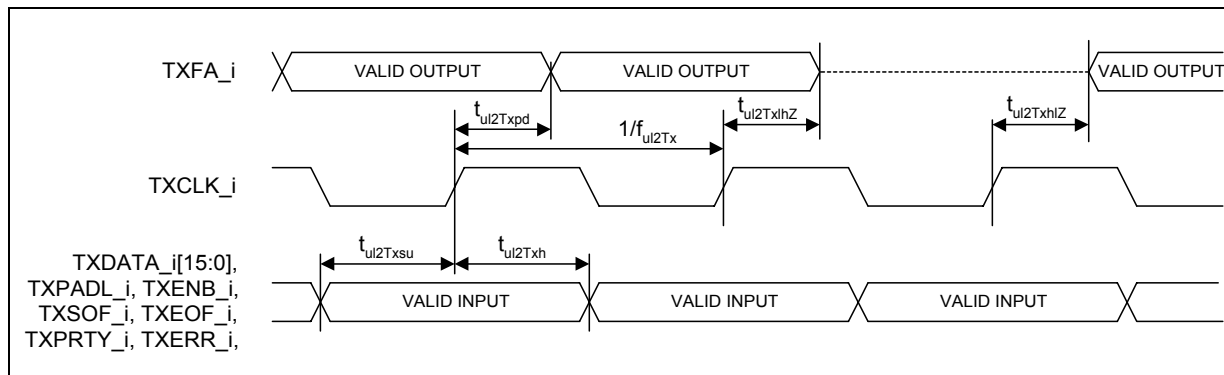 TXFA_i
VALID OUTPUT
VALID OUTPUT
VALID OUTPUT
t_ul2Txpd
1/f_ul2Tx
t_ul2TxlhZ
t_ul2TxhlZ
TXCLK_i
t_ul2Txsu
t_ul2Txh
TXDATA_i[15:0],
TXPADL_i, TXENB_i,
TXSOF_i, TXEOF_i,
TXPRTY_i, TXERR_i,
VALID INPUT
VALID INPUT
VALID INPUT